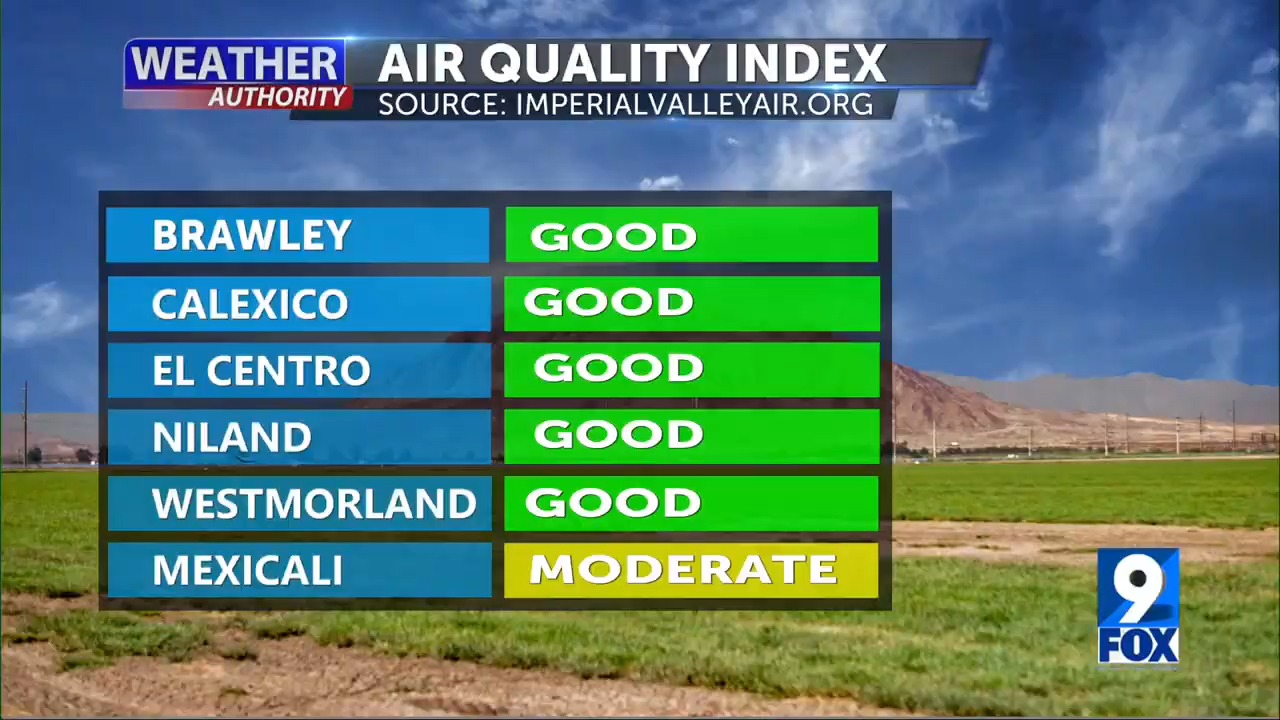 WEATHER
AUTHORITY
AIR QUALITY INDEX
SOURCE: IMPERIALVALLEYAIR.ORG
BRAWLEY GOOD
CALEXICO GOOD
EL CENTRO GOOD
NILAND GOOD
WESTMORLAND GOOD
MEXICALI MODERATE
9
FOX